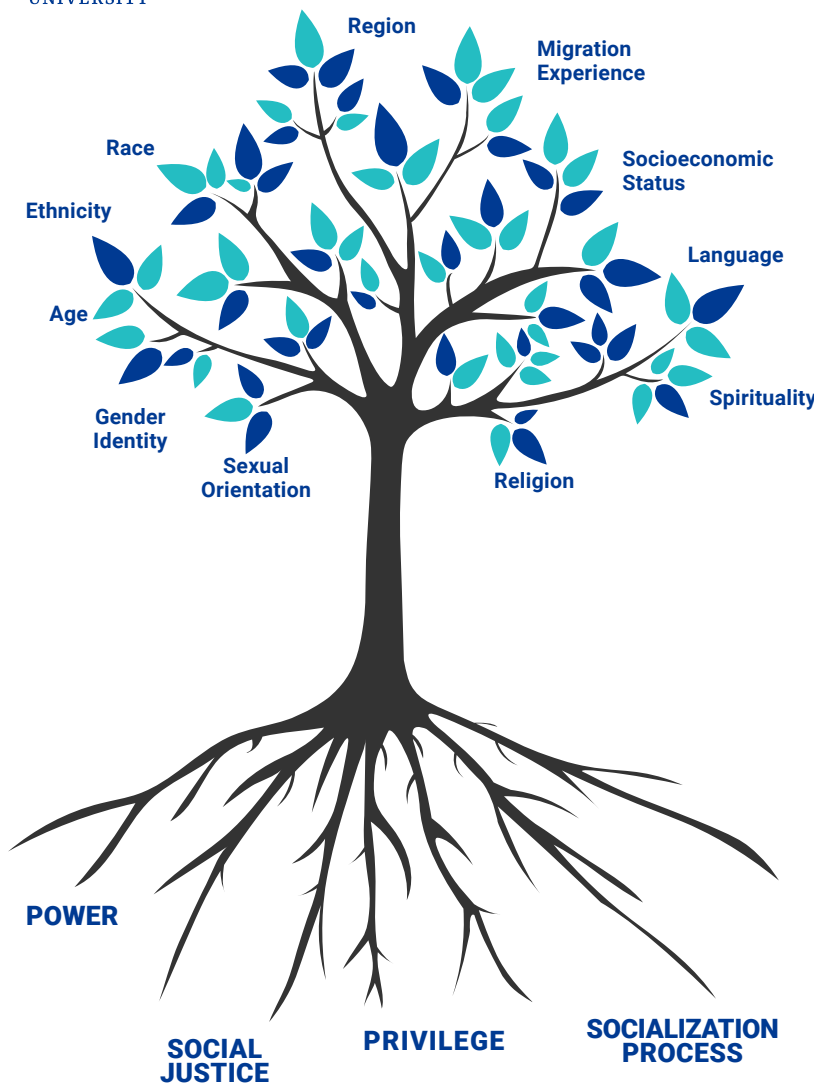 UNIVERSITY
Region
Migration
Experience
Race
Socioeconomic
Status
Ethnicity
Language
Age
Spirituality
Gender
Identity
Sexual
Orientation
Religion
POWER
SOCIAL
JUSTICE
PRIVILEGE
SOCIALIZATION
PROCESS